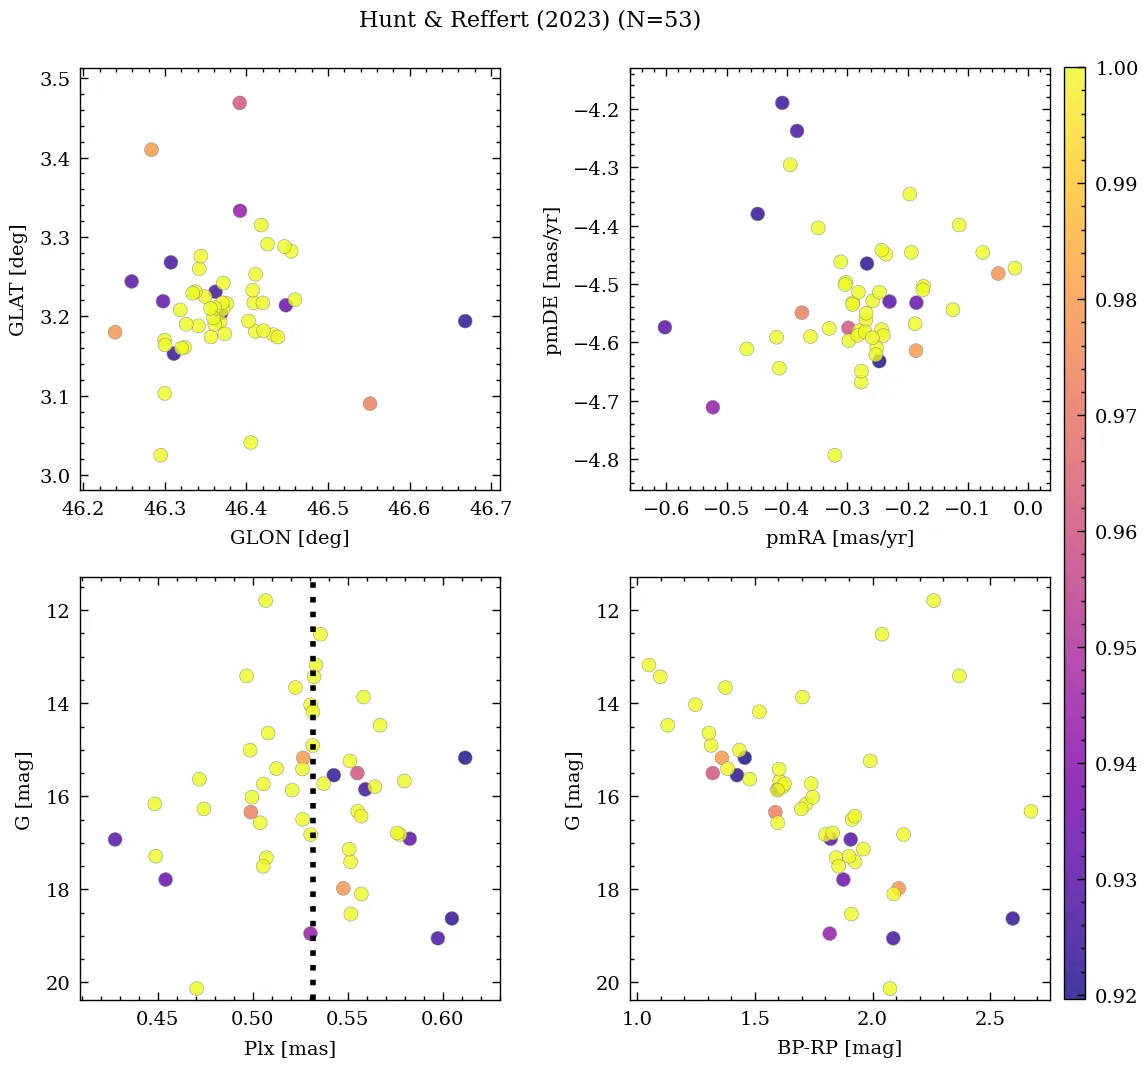 Hunt & Reffert (2023) (N=53)
3.5
3.4
3.3
3.2
3.1
3.0
GLAT [deg]
46.2 46.3 46.4 46.5 46.6 46.7
GLON [deg]
−4.2
−4.3
−4.4
−4.5
−4.6
−4.7
−4.8
pmDE [mas/yr]
−0.6 −0.5 −0.4 −0.3 −0.2 −0.1 0.0
pmRA [mas/yr]
12
14
16
18
20
G [mag]
0.45 0.50 0.55 0.60
Plx [mas]
12
14
16
18
20
G [mag]
1.0 1.5 2.0 2.5
BP-RP [mag]
1.00
0.99
0.98
0.97
0.96
0.95
0.94
0.93
0.92